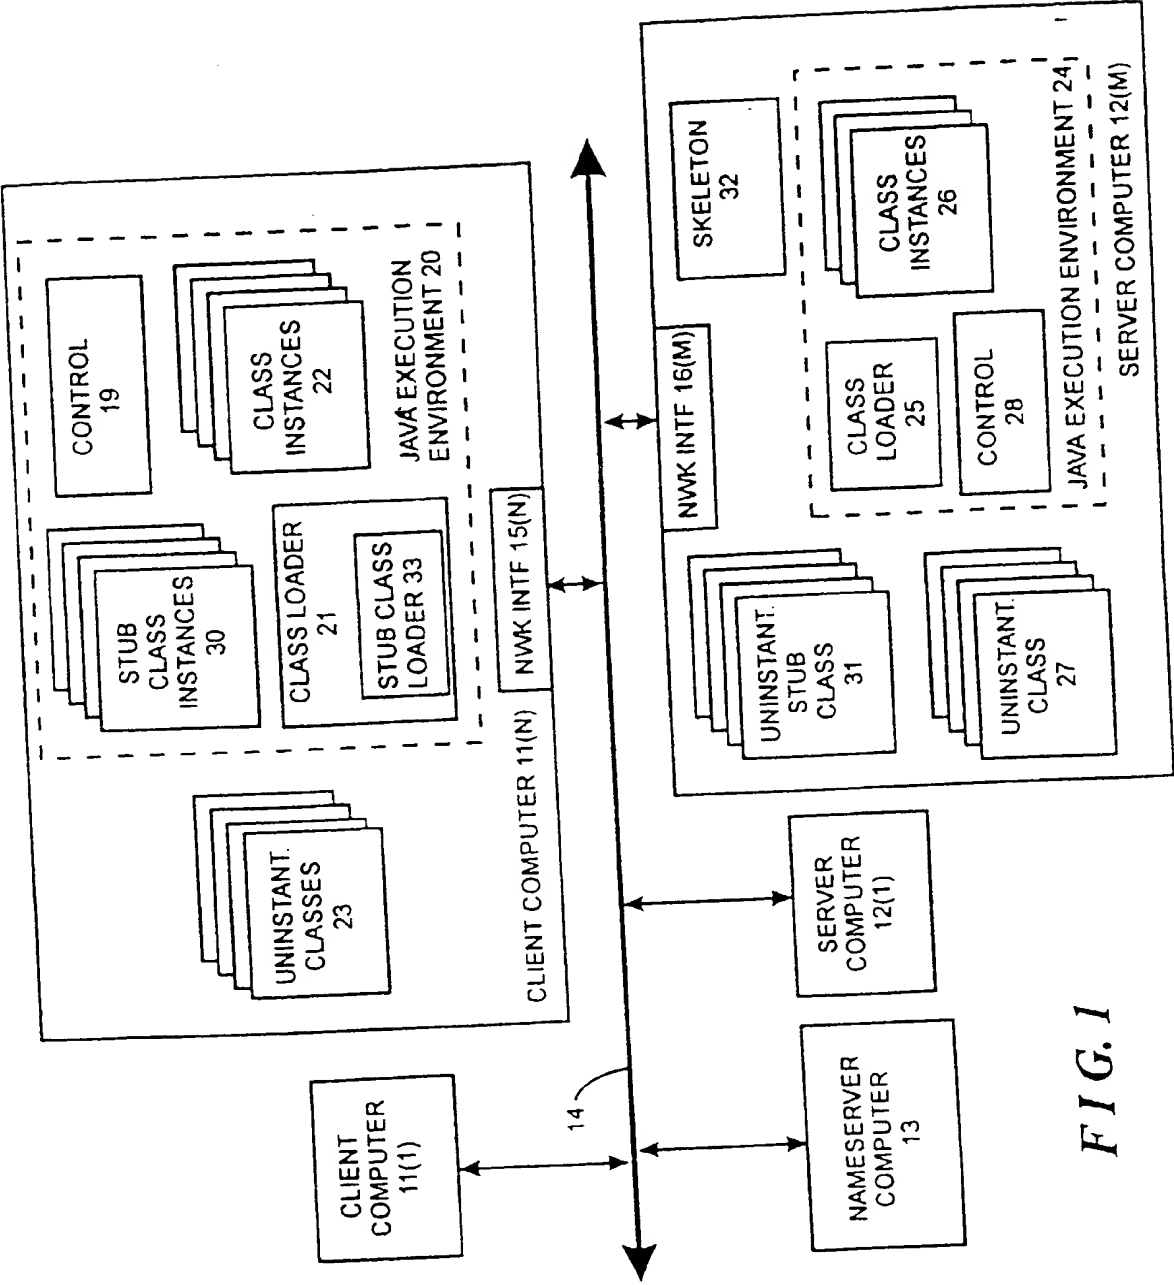 CLIENT
COMPUTER
11(1)
UNINSTANT.
CLASSES
23
STUB
CLASS
INSTANCES
30
CONTROL
19
CLASS LOADER
21
STUB CLASS
LOADER 33
CLASS
INSTANCES
22
JAVA EXECUTION
ENVIRONMENT 20
CLIENT COMPUTER 11(N)
NWK INTF 15(N)
14
NAMESERVER
COMPUTER
13
SERVER
COMPUTER
12(1)
NWK INTF 16(M)
SKELETON
32
UNINSTANT.
STUB
CLASS
31
UNINSTANT.
CLASS
27
CLASS
LOADER
25
CONTROL
28
CLASS
INSTANCES
26
JAVA EXECUTION ENVIRONMENT 24
SERVER COMPUTER 12(M)
FIG. 1